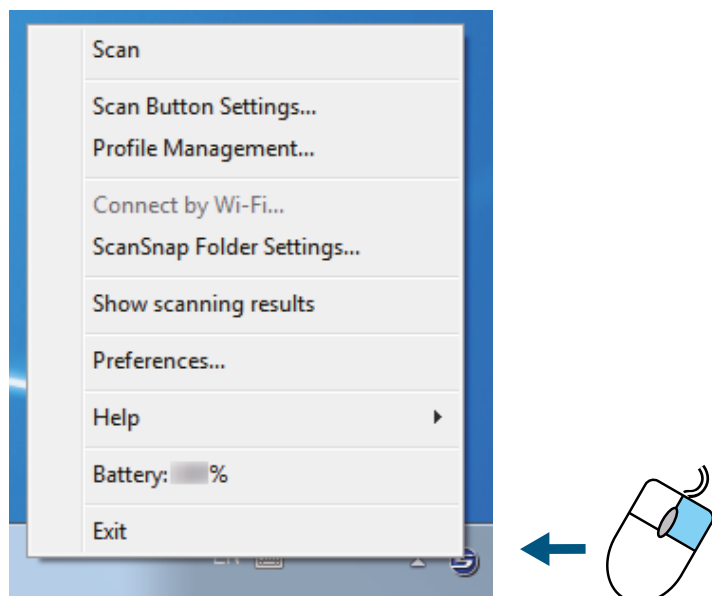 Scan
Scan Button Settings...
Profile Management...
Connect by Wi-Fi...
ScanSnap Folder Settings...
Show scanning results
Preferences...
Help
Battery: %
Exit